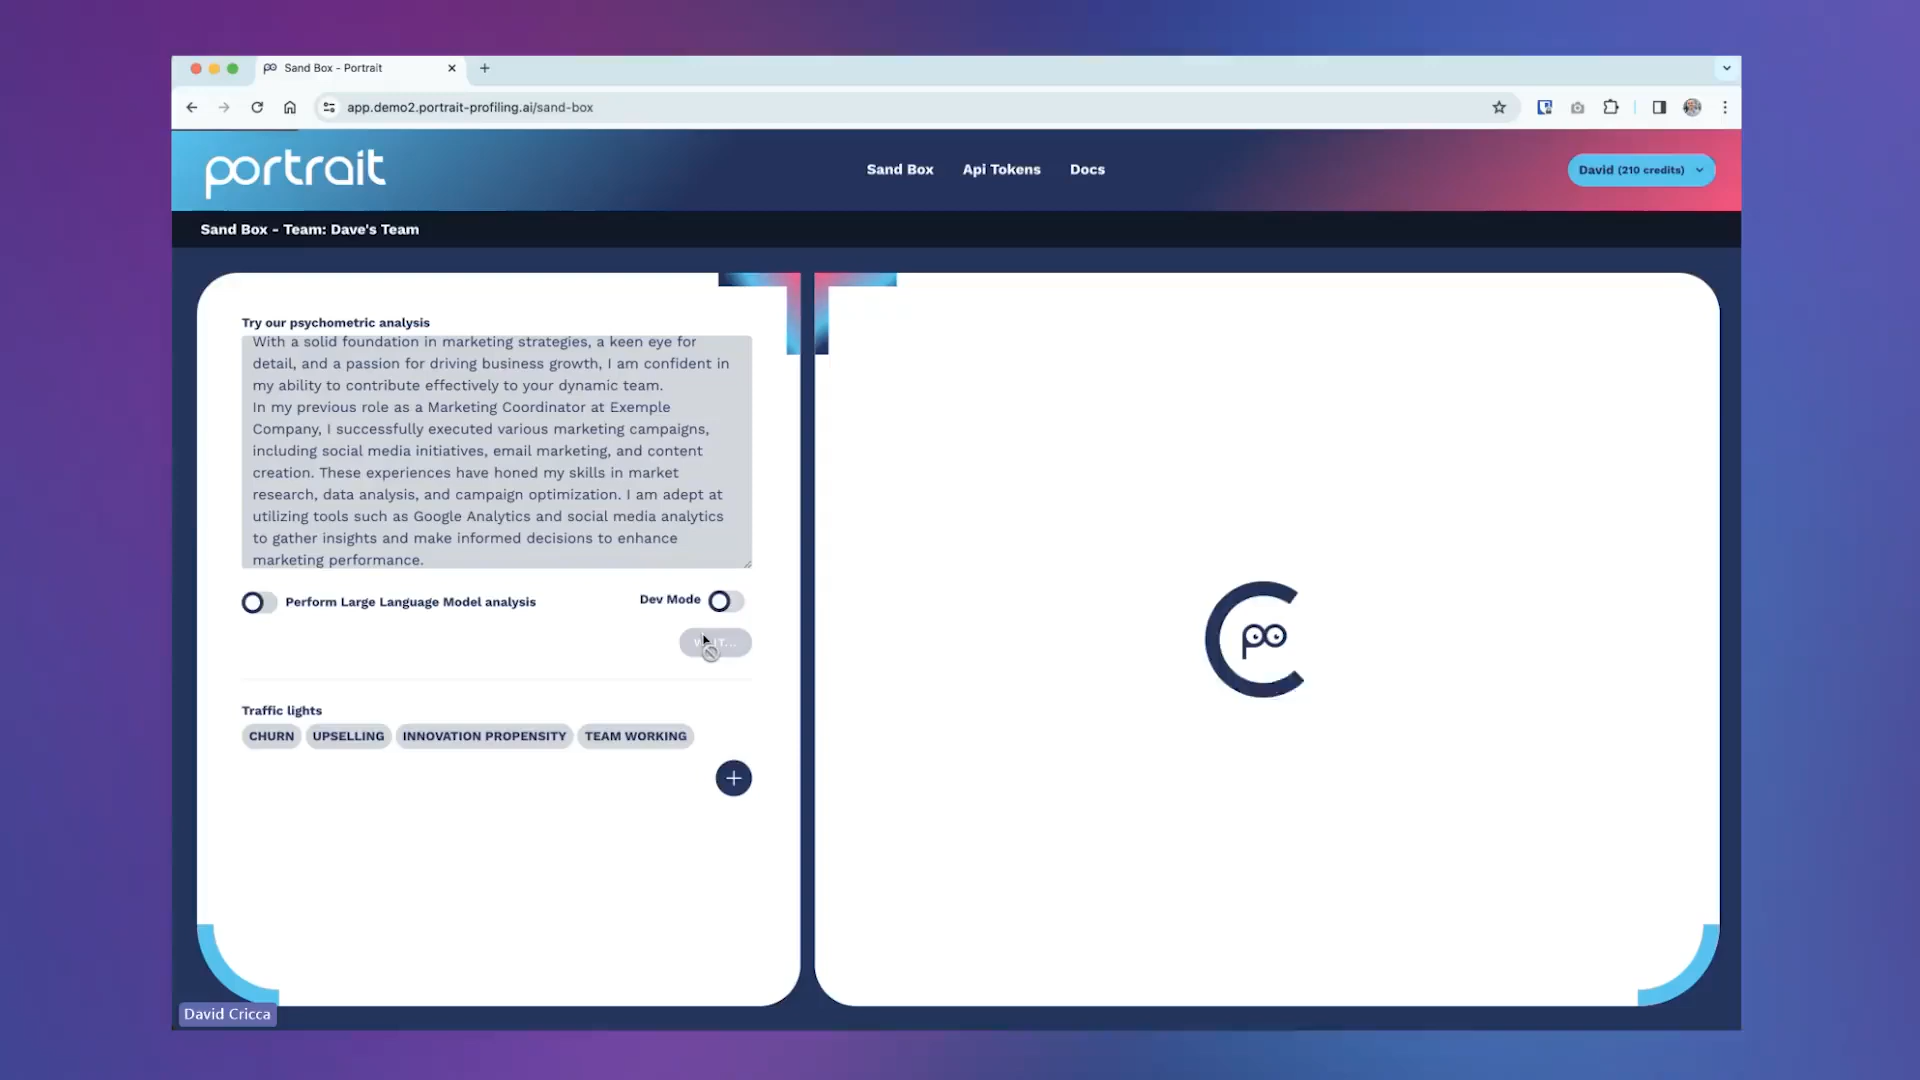 Sand Box - Portrait
app.demo2.portrait-profiling.ai/sand-box
portrait
Sand Box
Api Tokens
Docs
David (210 credits)
Sand Box - Team: Dave's Team
Try our psychometric analysis
With a solid foundation in marketing strategies, a keen eye for
detail, and a passion for driving business growth, I am confident in
my ability to contribute effectively to your dynamic team.
In my previous role as a Marketing Coordinator at Exemple
Company, I successfully executed various marketing campaigns,
including social media initiatives, email marketing, and content
creation. These experiences have honed my skills in market
research, data analysis, and campaign optimization. I am adept at
utilizing tools such as Google Analytics and social media analytics
to gather insights and make informed decisions to enhance
marketing performance.
Perform Large Language Model analysis
Dev Mode
Traffic lights
CHURN
UPSELLING
INNOVATION PROPENSITY
TEAM WORKING
David Cricca